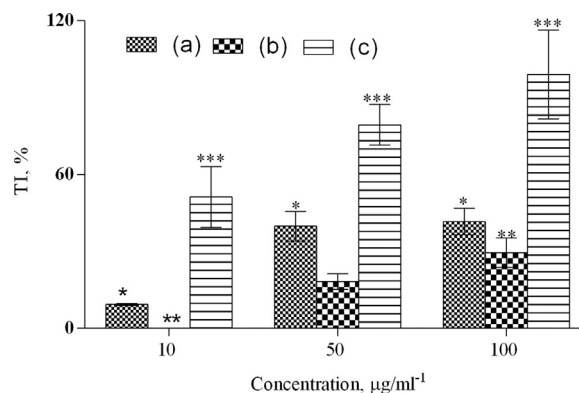 120
(a) (b) (c)
***
***
60
***
TI, %
*
*
**
*
**
0
10 50 100
Concentration, μg/ml⁻¹